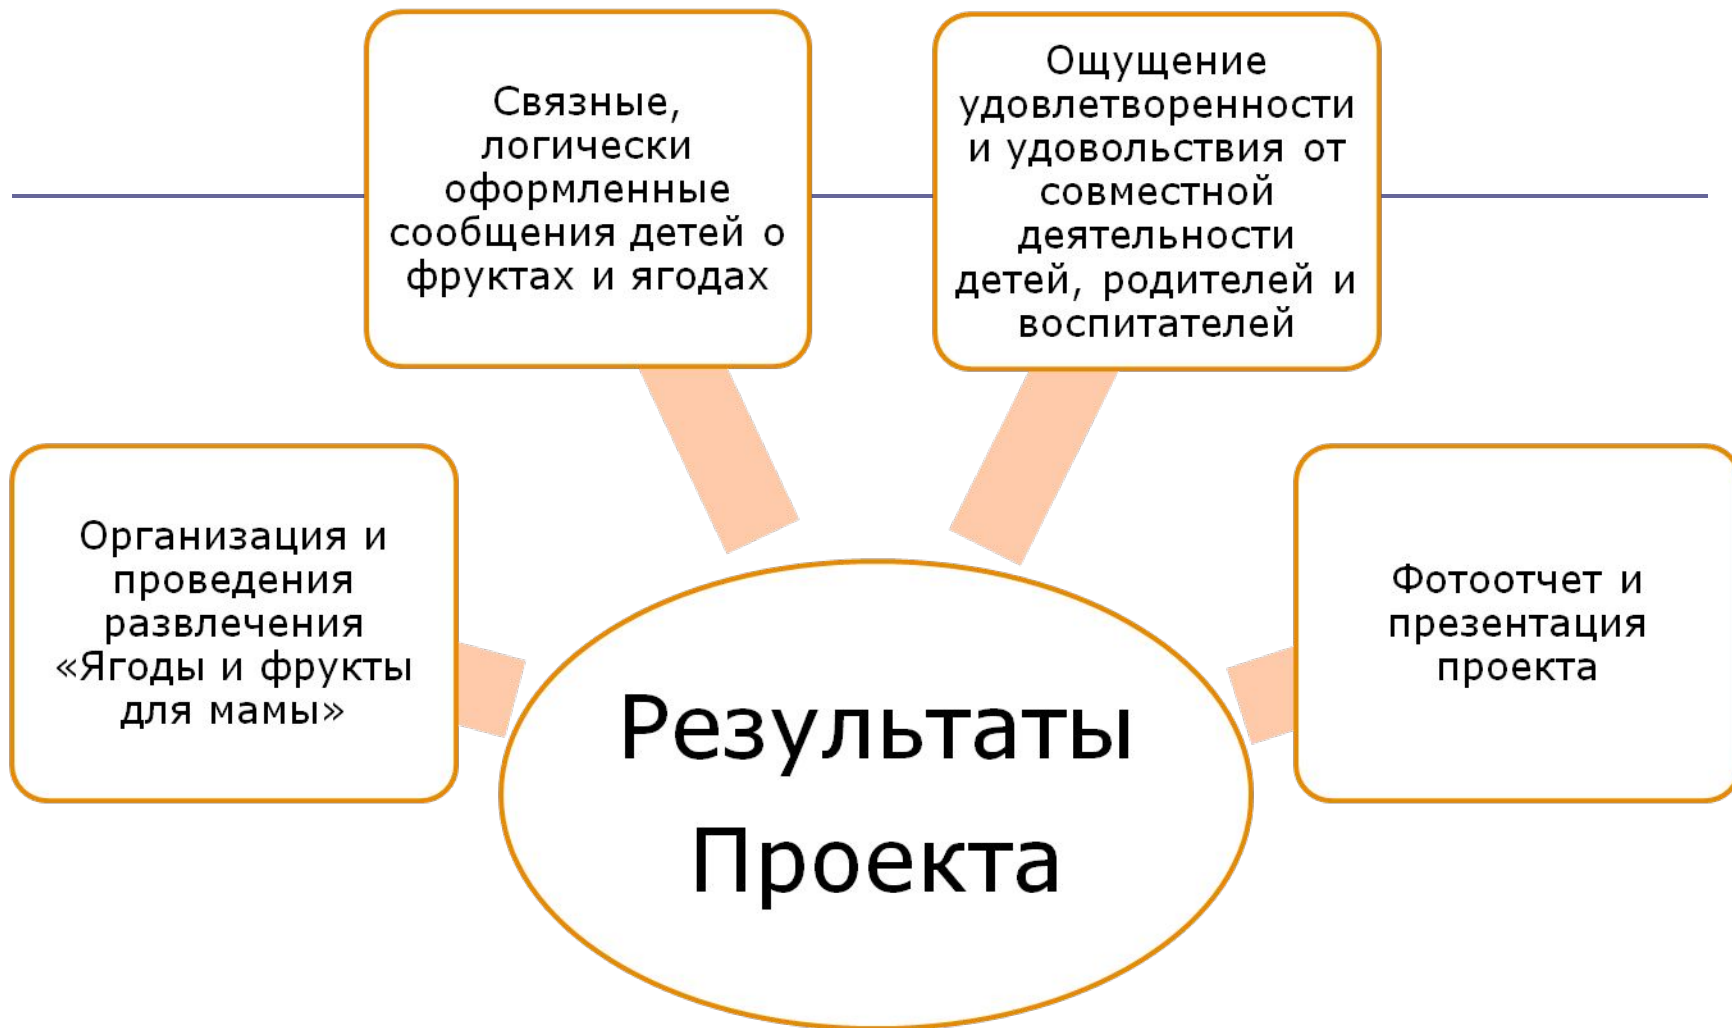 Связные,
логически
оформленные
сообщения детей о
фруктах и ягодах
Ощущение
удовлетворенности
и удовольствия от
совместной
деятельности
детей, родителей и
воспитателей
Организация и
проведения
развлечения
«Ягоды и фрукты
для мамы»
Фотоотчет и
презентация
проекта
Результаты
Проекта